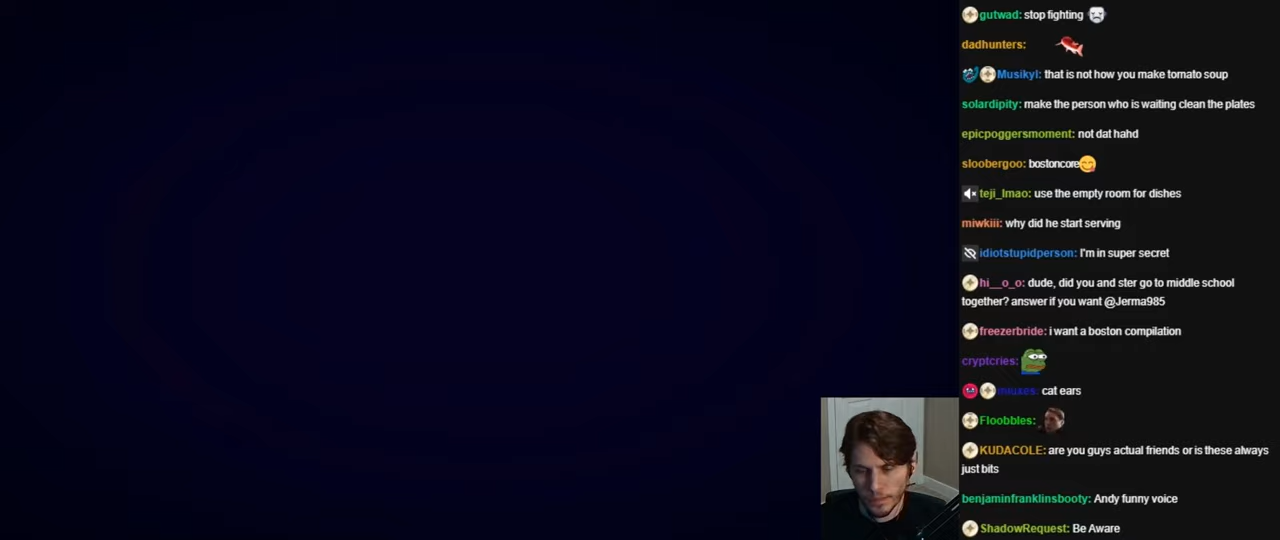 gutwad: stop fighting
dadhunters:
Musikyl: that is not how you make tomato soup
solardipity: make the person who is waiting clean the plates
epicpoggersmoment: not dat hahd
sloobergoo: bostoncore
teji_lmao: use the empty room for dishes
miwkiii: why did he start serving
idiotstupidperson: I'm in super secret
hi__o_o: dude, did you and ster go to middle school
together? answer if you want @Jerma985
freezerbride: i want a boston compilation
cryptcries:
miuxes: cat ears
Floobbles:
KUDACOLE: are you guys actual friends or is these always
just bits
benjaminfranklinsbooty: Andy funny voice
ShadowRequest: Be Aware